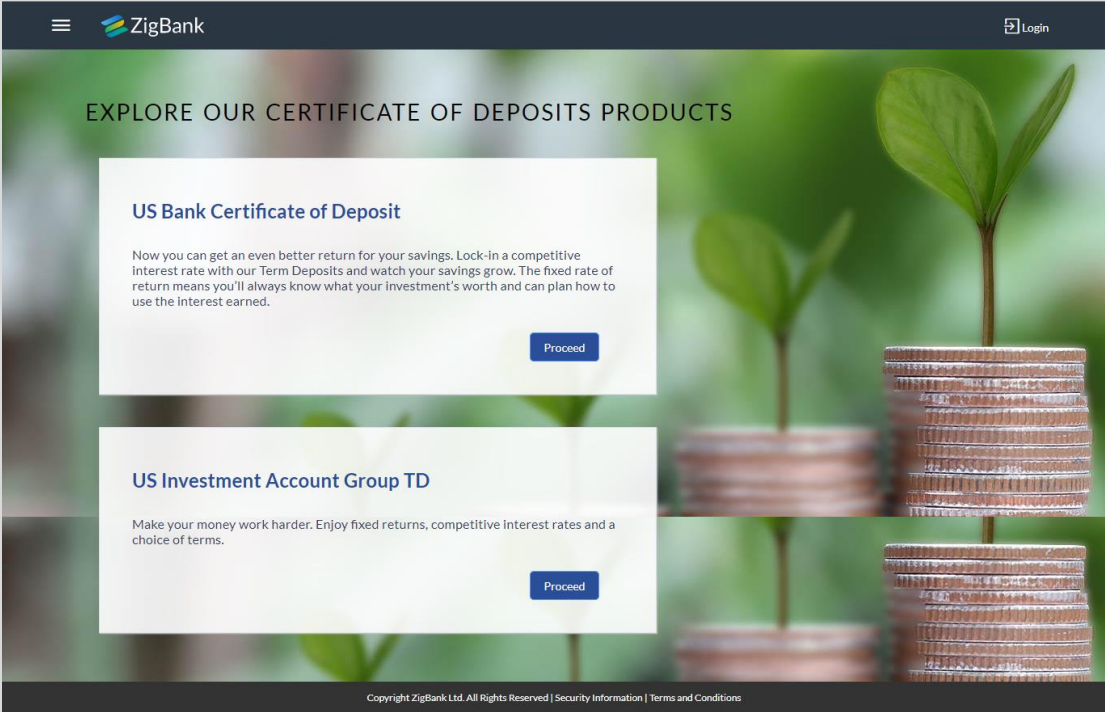 ZigBank
Login
EXPLORE OUR CERTIFICATE OF DEPOSITS PRODUCTS
US Bank Certificate of Deposit
Now you can get an even better return for your savings. Lock-in a competitive
interest rate with our Term Deposits and watch your savings grow. The fixed rate of
return means you’ll always know what your investment’s worth and can plan how to
use the interest earned.
Proceed
US Investment Account Group TD
Make your money work harder. Enjoy fixed returns, competitive interest rates and a
choice of terms.
Proceed
Copyright ZigBank Ltd. All Rights Reserved | Security Information | Terms and Conditions